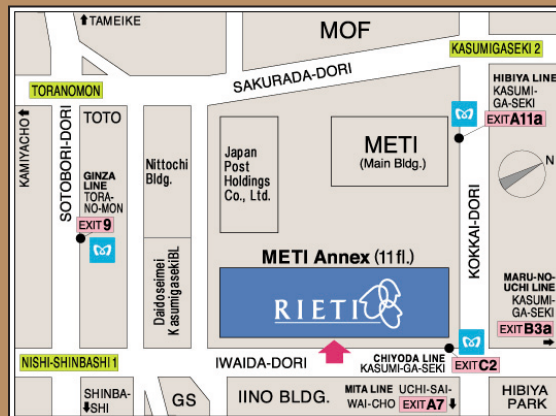 TAMEIKE
MOF
KASUMIGASEKI 2
SAKURADA-DORI
TORANOMON
KAMIYACHO
SOTOBORI-DORI
TOTO
GINZA
LINE
TORA-
NO-MON
EXIT 9
Nittochi
Bldg.
Daidoseimei
KasumigasekiBL
Japan
Post
Holdings
Co., Ltd.
METI
(Main Bldg.)
HIBIYA LINE
KASUMI-
GA-SEKI
EXIT A11a
N
KOKKAI-DORI
METI Annex (11 fl.)
RIETI
MARU-NO-
UCHI LINE
KASUMI-
GA-SEKI
EXIT B3a
NISHI-SHINBASHI 1
IWAIDA-DORI
CHIYODA LINE
KASUMI-GA-SEKI
EXIT C2
SHINBA-
SHI
GS
IINO BLDG.
MITA LINE UCHI-SAI-
WAI-CHO EXIT A7
HIBIYA
PARK